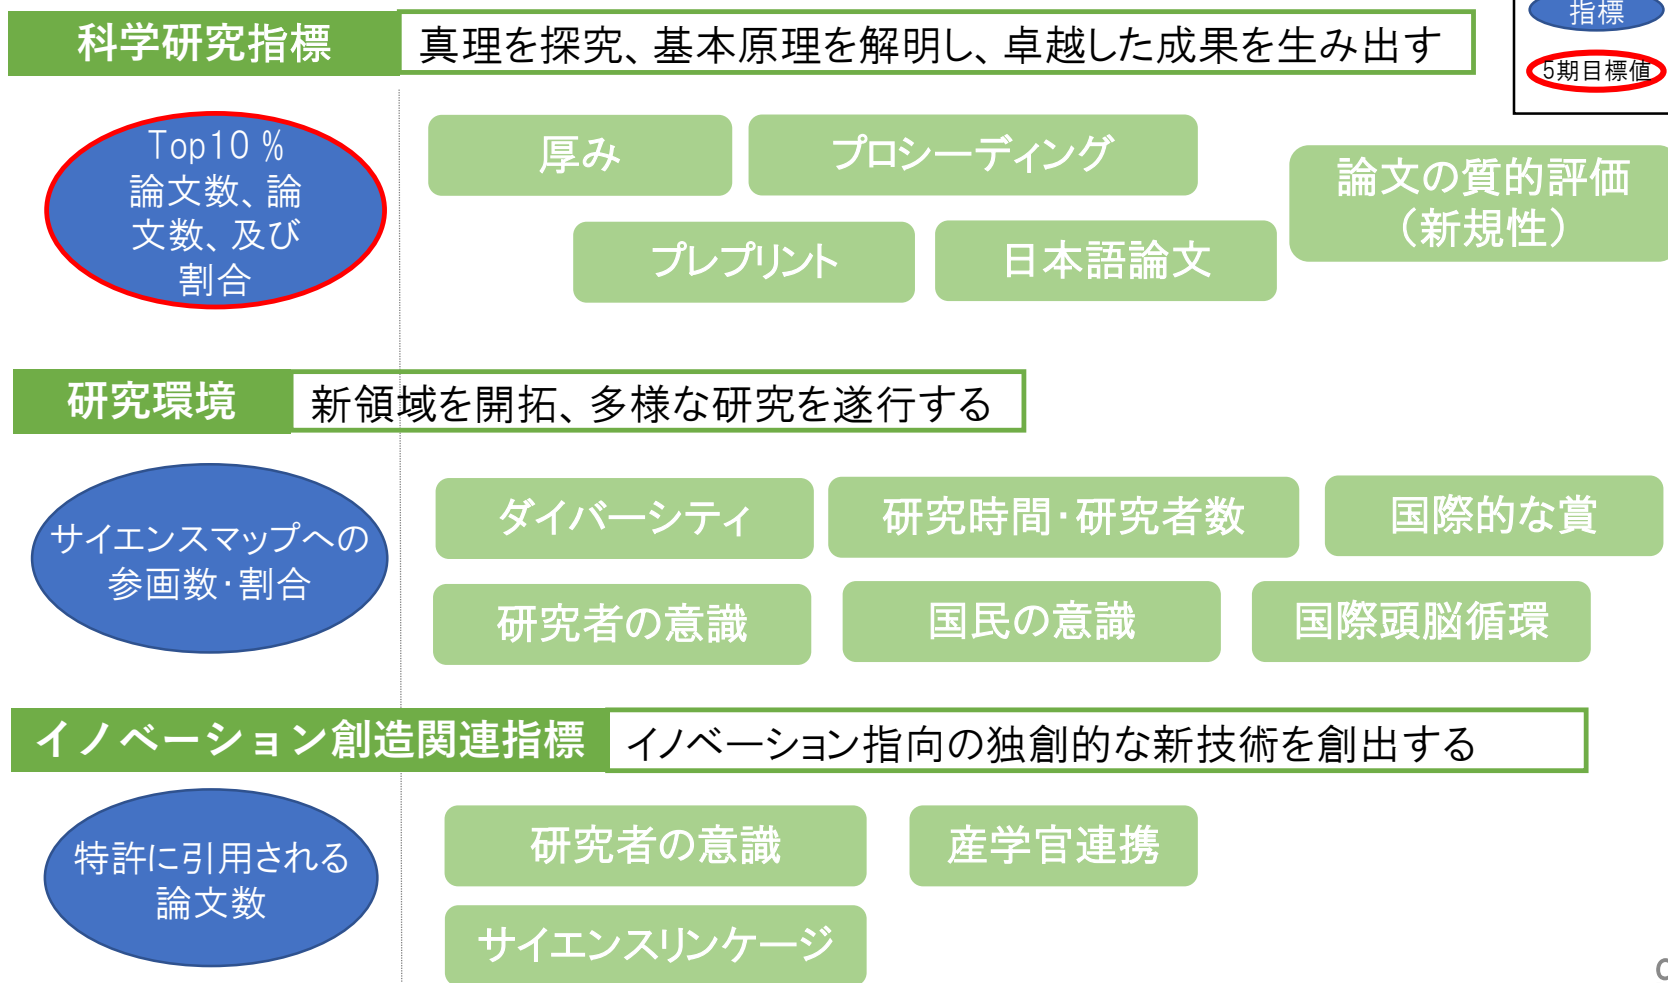 科学研究指標
真理を探究、基本原理を解明し、卓越した成果を生み出す
指標
5期目標値
Top10%
論文数、論
文数、及び
割合
厚み
プロシーディング
プレプリント
日本語論文
論文の質的評価
（新規性）
研究環境
新領域を開拓、多様な研究を遂行する
サイエンスマップへの
参画数・割合
ダイバーシティ
研究時間・研究者数
国際的な賞
研究者の意識
国民の意識
国際頭脳循環
イノベーション創造関連指標
イノベーション指向の独創的な新技術を創出する
特許に引用される
論文数
研究者の意識
産学官連携
サイエンスリンケージ